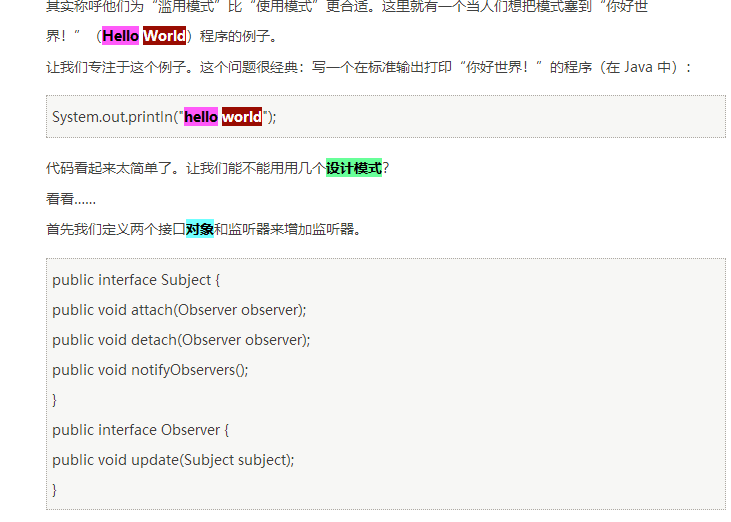 其实称呼他们为“滥用模式”比“使用模式”更合适。这里就有一个当人们想把模式塞到“你好世
界！”（Hello World）程序的例子。
让我们专注于这个例子。这个问题很经典：写一个在标准输出打印“你好世界！”的程序（在 Java 中）：
System.out.println("hello world");
代码看起来太简单了。让我们能不能用用几个设计模式？
看看……
首先我们定义两个接口对象和监听器来增加监听器。
public interface Subject {
public void attach(Observer observer);
public void detach(Observer observer);
public void notifyObservers();
}
public interface Observer {
public void update(Subject subject);
}